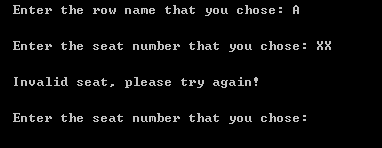 Enter the row name that you chose: A
Enter the seat number that you chose: XX
Invalid seat, please try again!
Enter the seat number that you chose: